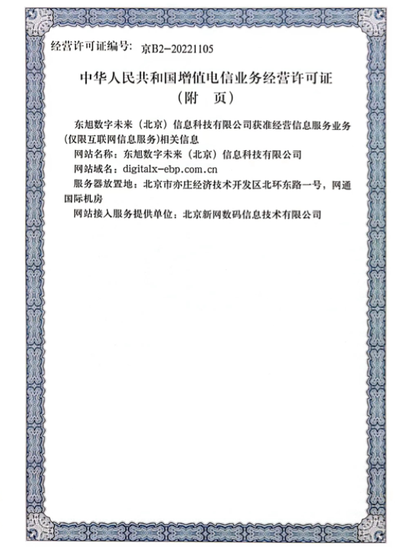 经营许可证编号: 京B2-20221105
中华人民共和国增值电信业务经营许可证
（附 页）
东旭数字未来（北京）信息科技有限公司获准经营信息服务业务
(仅限互联网信息服务)相关信息
网站名称：东旭数字未来（北京）信息科技有限公司
网站域名：digitalx-ebp.com.cn
服务器放置地：北京市亦庄经济技术开发区北环东路一号，网通
国际机房
网站接入服务提供单位：北京新网数码信息技术有限公司